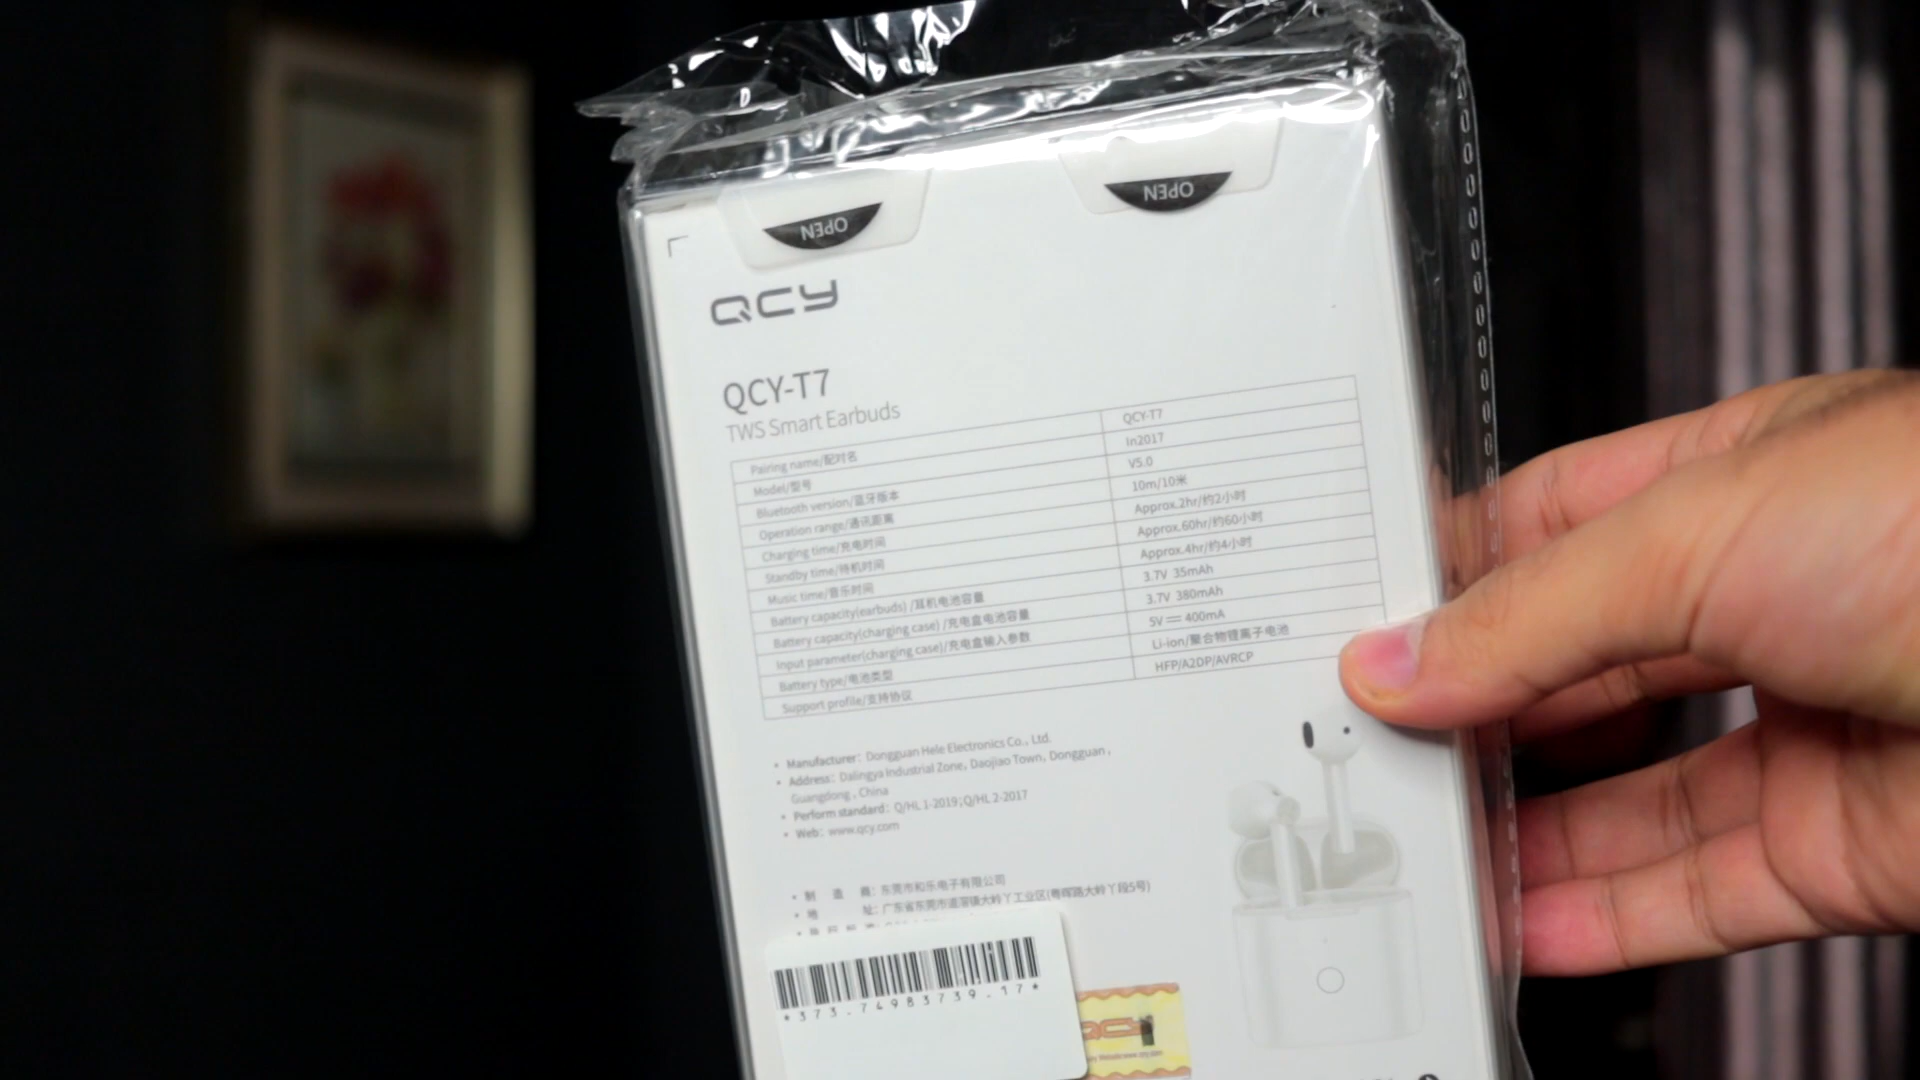 OPEN
OPEN
QCY
QCY-T7
TWS Smart Earbuds
Pairing name/配对名 QCY-T7
Model/型号 In2017
Bluetooth version/蓝牙版本 V5.0
Operation range/通讯距离 10m/10米
Charging time/充电时间 Approx.2hr/约2小时
Standby time/待机时间 Approx.60hr/约60小时
Music time/音乐时间 Approx.4hr/约4小时
Battery capacity(earbuds) /耳机电池容量 3.7V 35mAh
Battery capacity(charging case) /充电盒电池容量 3.7V 380mAh
Input parameter(charging case)/充电盒输入参数 5V⎓400mA
Battery type/电池类型 Li-ion/聚合物锂离子电池
Support profile/支持协议 HFP/A2DP/AVRCP
• Manufacturer: Dongguan Hele Electronics Co., Ltd.
• Address: Dalingya Industrial Zone, Daojiao Town, Dongguan ,
Guangdong , China
• Perform standard: Q/HL 1-2019;Q/HL 2-2017
• Web: www.qcy.com
• 制 造 商: 东莞市和乐电子有限公司
• 地 址: 广东省东莞市道滘镇大岭丫工业区(粤晖路大岭丫段5号)
*373.74983739.17*
QCY